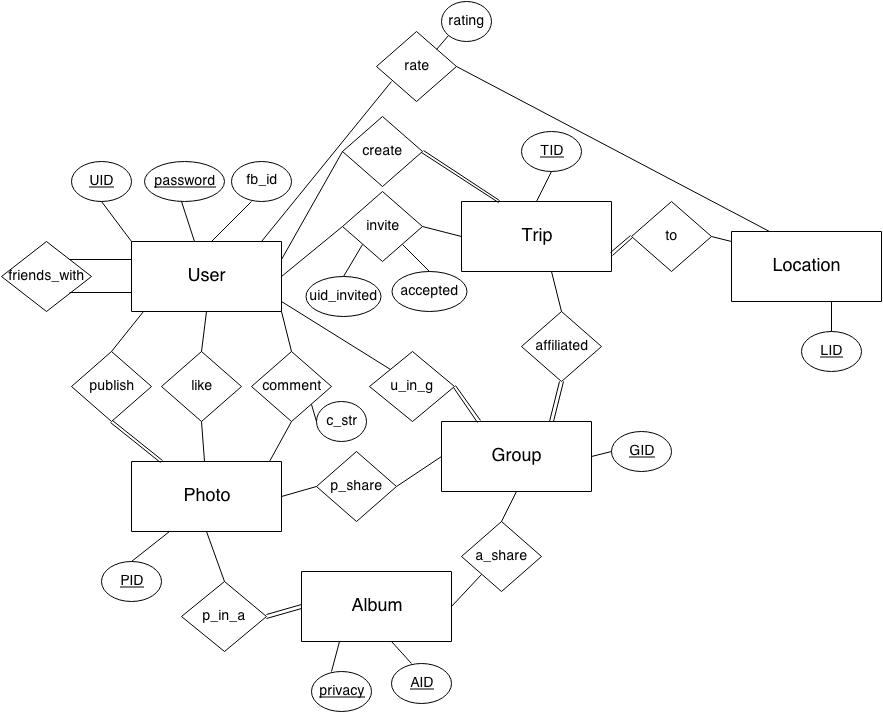 rating
rate
create
TID
UID
password
fb_id
invite
Trip
to
Location
friends_with
User
uid_invited
accepted
LID
affiliated
publish
like
comment
u_in_g
c_str
Group
GID
Photo
p_share
a_share
PID
p_in_a
Album
privacy
AID